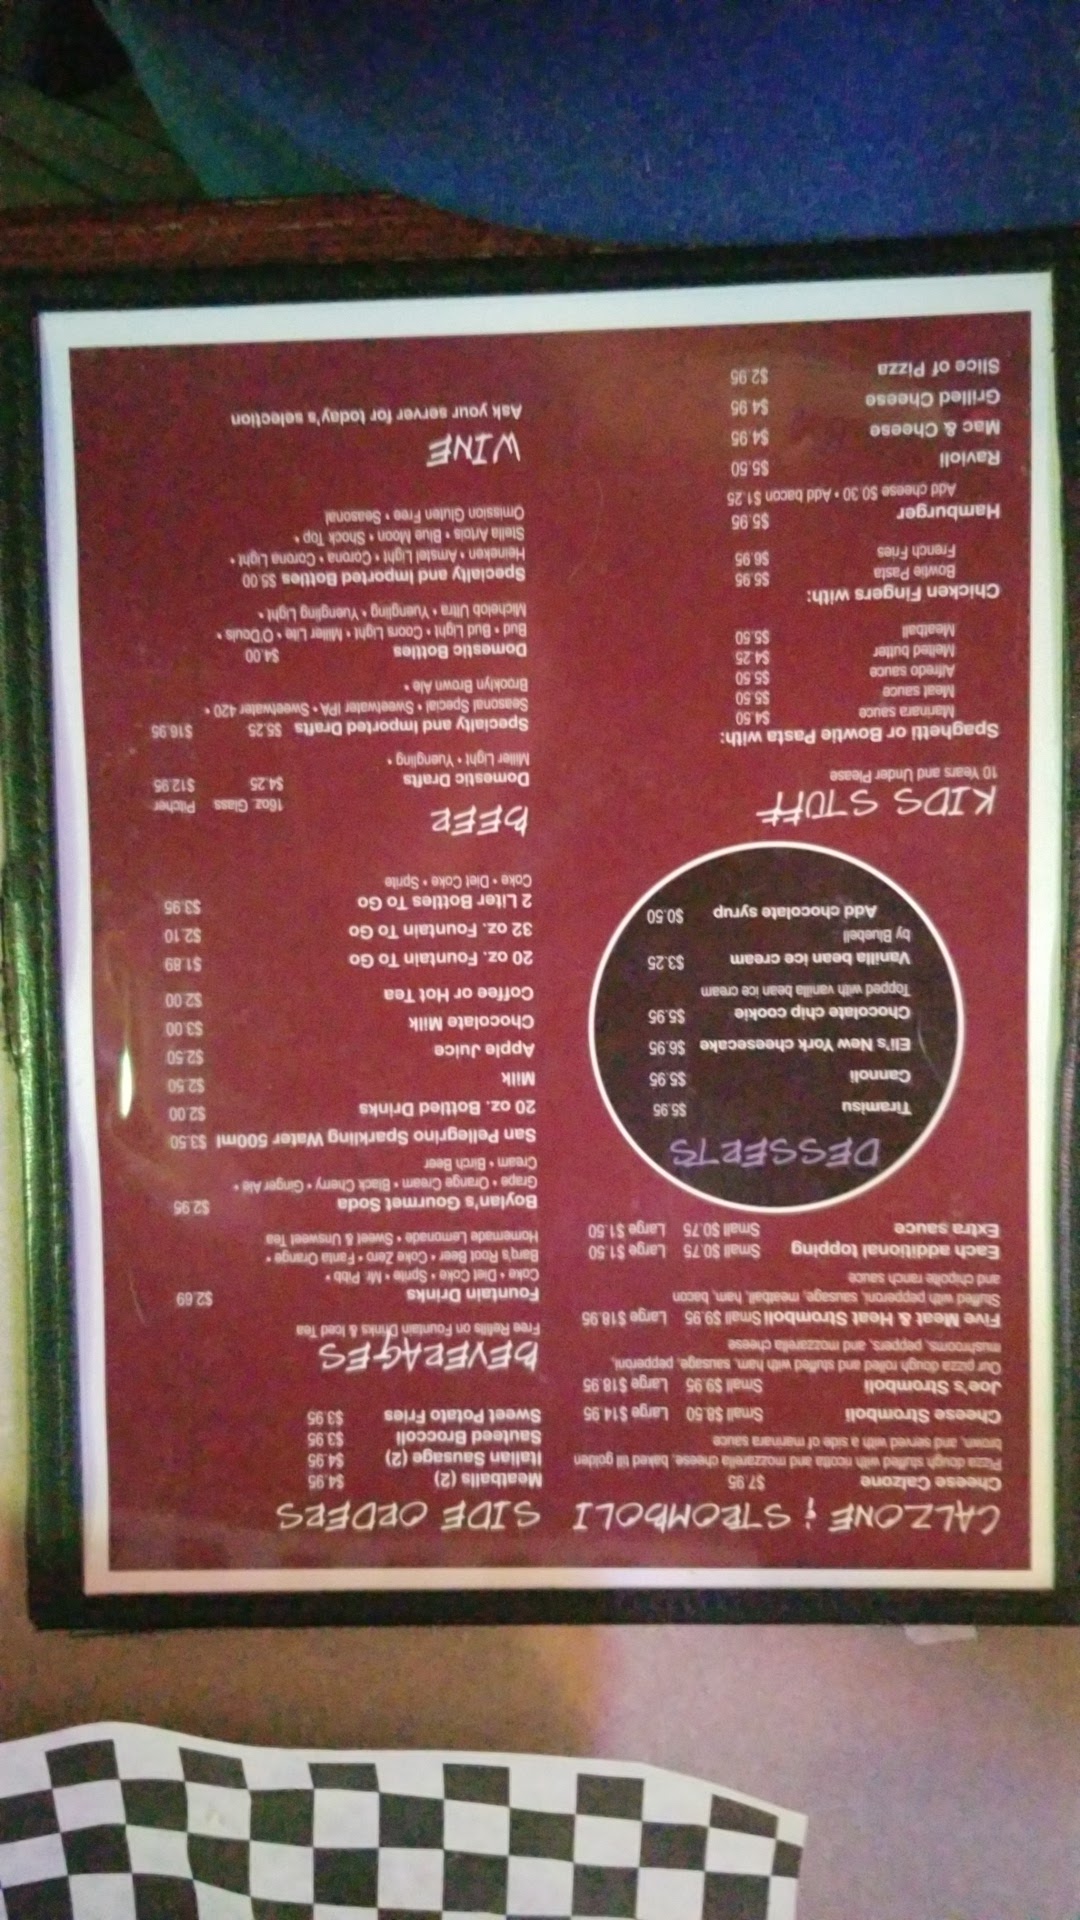 CALZONE & STROMBOLI
Cheese Calzone $7.95
Pizza dough stuffed with ricotta and mozzarella cheese, baked till golden
brown, and served with a side of marinara sauce
Cheese Stromboli Small $8.50 Large $14.95
Joe's Stromboli Small $9.95 Large $18.95
Our pizza dough rolled and stuffed with ham, sausage, pepperoni,
mushrooms, peppers, and mozzarella cheese
Five Meat & Heat Stromboli Small $9.95 Large $18.95
Stuffed with pepperoni, sausage, meatball, ham, bacon
and chipotle ranch sauce
Each additional topping Small $0.75 Large $1.50
Extra sauce Small $0.75 Large $1.50
DESSERTS
Tiramisu $5.95
Cannoli $5.95
Eli's New York cheesecake $6.95
Chocolate chip cookie $5.95
Topped with vanilla bean ice cream
Vanilla bean ice cream $3.25
by Bluebell
Add chocolate syrup $0.50
KIDS STUFF
10 Years and Under Please
Spaghetti or Bowtie Pasta with:
Marinara sauce $4.50
Meat sauce $5.50
Alfredo sauce $5.50
Melted butter $4.25
Meatball $5.50
Chicken Fingers with:
Bowtie Pasta $5.95
French Fries $6.95
Hamburger $5.95
Add cheese $0.30 • Add bacon $1.25
Ravioli $5.50
Mac & Cheese $4.95
Grilled Cheese $4.95
Slice of Pizza $2.95
SIDE ORDERS
Meatballs (2) $4.95
Italian Sausage (2) $4.95
Sauteed Broccoli $3.95
Sweet Potato Fries $3.95
BEVERAGES
Free Refills on Fountain Drinks & Iced Tea
Fountain Drinks $2.69
Coke • Diet Coke • Sprite • Mr. Pibb •
Barq's Root Beer • Coke Zero • Fanta Orange •
Homemade Lemonade • Sweet & Unsweet Tea
Boylan's Gourmet Soda $2.95
Grape • Orange Cream • Black Cherry • Ginger Ale •
Cream • Birch Beer
San Pellegrino Sparkling Water 500ml $3.50
20 oz. Bottled Drinks $2.00
Milk $2.50
Apple Juice $2.50
Chocolate Milk $3.00
Coffee or Hot Tea $2.00
20 oz. Fountain To Go $1.89
32 oz. Fountain To Go $2.10
2 Liter Bottles To Go $3.95
Coke • Diet Coke • Sprite
BEER
16oz Glass Pitcher
Domestic Drafts $4.25 $12.95
Miller Light • Yuengling •
Specialty and Imported Drafts $5.25 $16.95
Seasonal Special • Sweetwater IPA • Sweetwater 420 •
Brooklyn Brown Ale •
Domestic Bottles $4.00
Bud • Bud Light • Coors Light • Miller Lite • O'Douls •
Michelob Ultra • Yuengling • Yuengling Light •
Specialty and Imported Bottles $5.00
Heineken • Amstel Light • Corona • Corona Light •
Stella Artois • Blue Moon • Shock Top •
Omission Gluten Free • Seasonal
WINE
Ask your server for today's selection